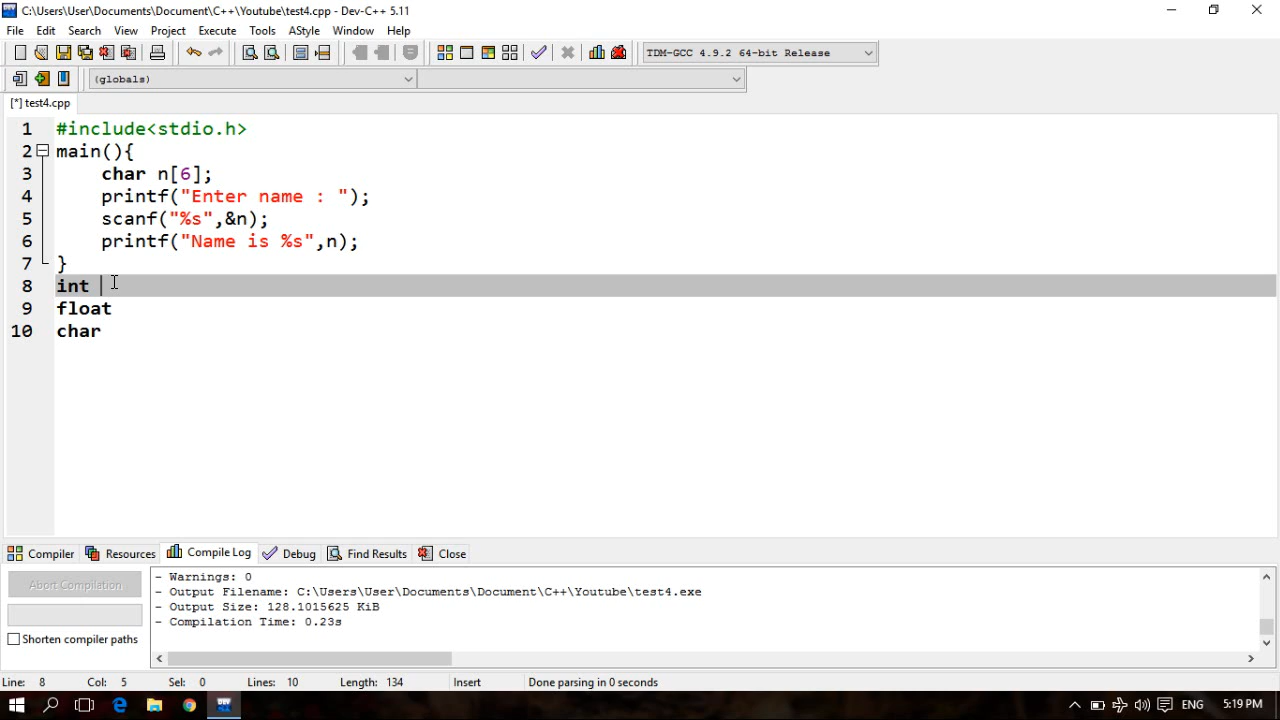 C:\Users\User\Documents\Document\C++\Youtube\test4.cpp - Dev-C++ 5.11
File Edit Search View Project Execute Tools AStyle Window Help
TDM-GCC 4.9.2 64-bit Release
(globals)
[*] test4.cpp
1 #include<stdio.h>
2 main(){
3 char n[6];
4 printf("Enter name : ");
5 scanf("%s",&n);
6 printf("Name is %s",n);
7 }
8 int
9 float
10 char
Compiler Resources Compile Log Debug Find Results Close
Abort Compilation
Shorten compiler paths
- Warnings: 0
- Output Filename: C:\Users\User\Documents\Document\C++\Youtube\test4.exe
- Output Size: 128.1015625 KiB
- Compilation Time: 0.23s
Line: 8 Col: 5 Sel: 0 Lines: 10 Length: 134 Insert Done parsing in 0 seconds
DEV
ENG 5:19 PM